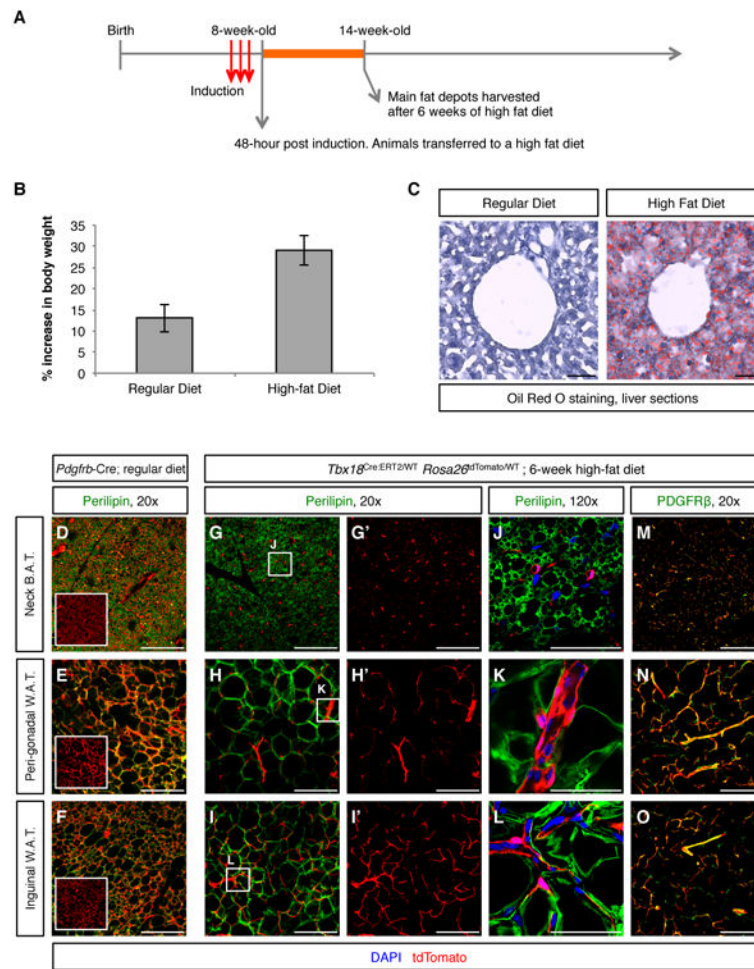 A
Birth
8-week-old
14-week-old
Induction
Main fat depots harvested
after 6 weeks of high fat diet
48-hour post induction. Animals transferred to a high fat diet
B
% increase in body weight
35
30
25
20
15
10
5
0
Regular Diet
High-fat Diet
C
Regular Diet
High Fat Diet
Oil Red O staining, liver sections
Pdgfrb-Cre; regular diet
Tbx18^Cre:ERT2/WT Rosa26^tdTomato/WT ; 6-week high-fat diet
Perilipin, 20x
Perilipin, 20x
Perilipin, 120x
PDGFRβ, 20x
Neck B.A.T.
D
G
J
G'
J
M
Peri-gonadal W.A.T.
E
H
K
H'
K
N
Inguinal W.A.T.
F
I
L
I'
L
O
DAPI tdTomato